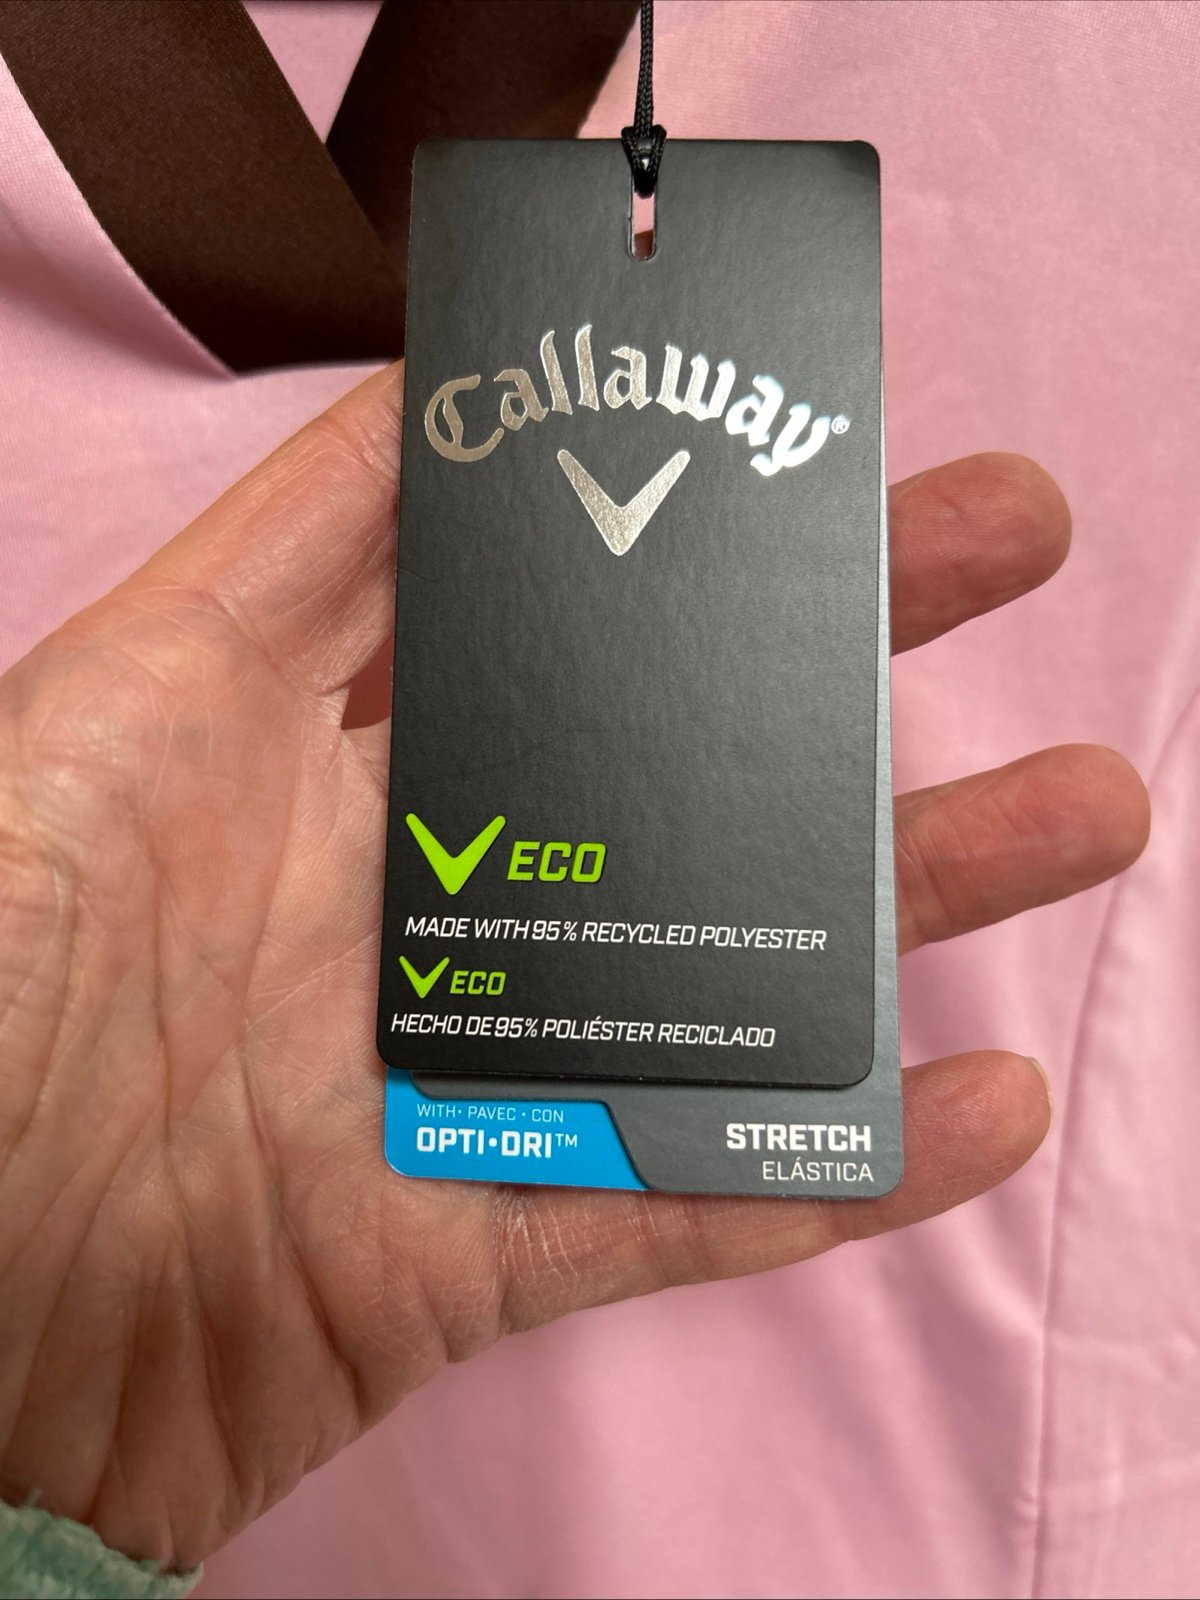 Callaway®
ECO
MADE WITH 95% RECYCLED POLYESTER
ECO
HECHO DE 95% POLIÉSTER RECICLADO
WITH • PAVEC • CON
OPTI•DRI™
STRETCH
ELÁSTICA